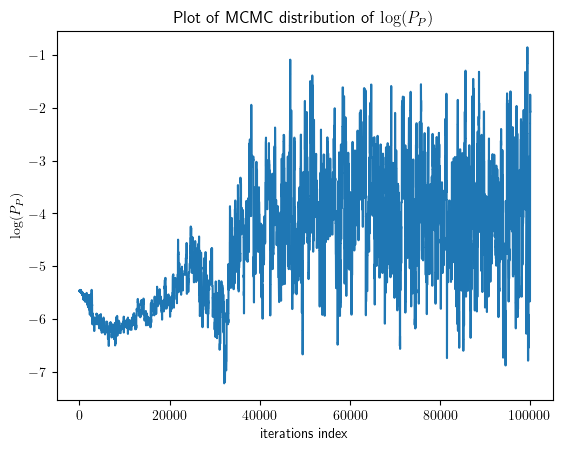 Plot of MCMC distribution of log(P_P)
log(P_P)
−1
−2
−3
−4
−5
−6
−7
0 20000 40000 60000 80000 100000
iterations index